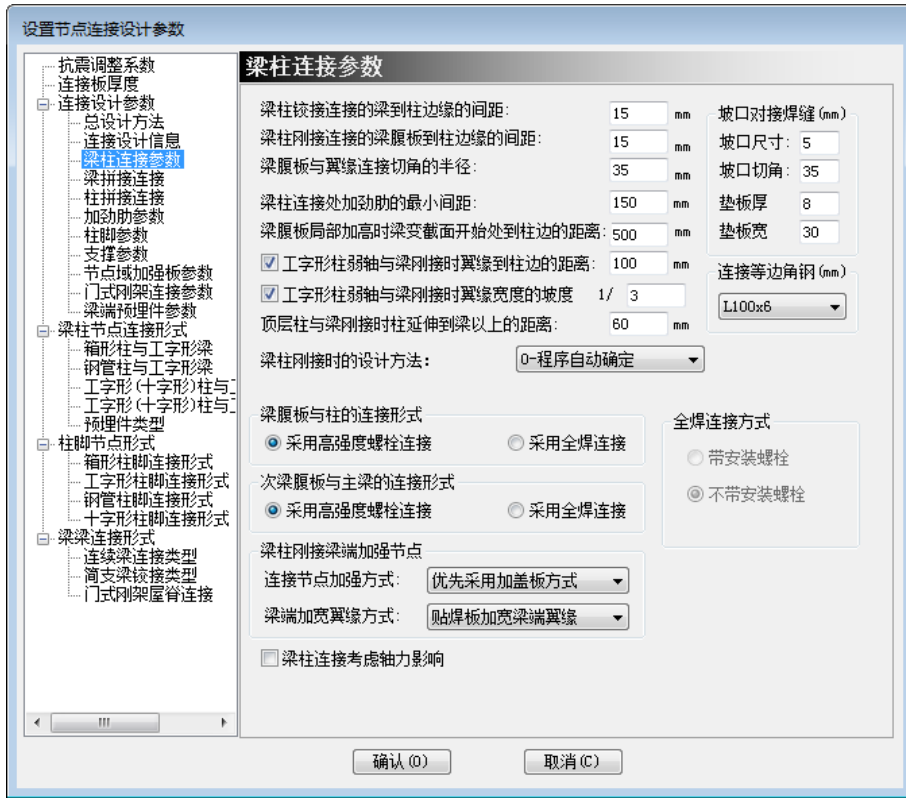 设置节点连接设计参数
抗震调整系数
连接板厚度
连接设计参数
总设计方法
连接设计信息
梁柱连接参数
梁拼接连接
柱拼接连接
加劲肋参数
柱脚参数
支撑参数
节点域加强板参数
门式刚架连接参数
梁端预埋件参数
梁柱节点连接形式
箱形柱与工字形梁
钢管柱与工字形梁
工字形(十字形)柱与工
工字形(十字形)柱与工
预埋件类型
柱脚节点形式
箱形柱脚连接形式
工字形柱脚连接形式
钢管柱脚连接形式
十字形柱脚连接形式
梁梁连接形式
连续梁连接类型
简支梁铰接类型
门式刚架屋脊连接
梁柱连接参数
梁柱铰接连接的梁到柱边缘的间距: 15 mm
梁柱刚接连接的梁腹板到柱边缘的间距: 15 mm
梁腹板与翼缘连接切角的半径: 35 mm
梁柱连接处加劲肋的最小间距: 150 mm
梁腹板局部加高时梁变截面开始处到柱边的距离: 500 mm
工字形柱弱轴与梁刚接时翼缘到柱边的距离: 100 mm
工字形柱弱轴与梁刚接时翼缘宽度的坡度 1/ 3
顶层柱与梁刚接时柱延伸到梁以上的距离: 60 mm
梁柱刚接时的设计方法: 0-程序自动确定
坡口对接焊缝(mm)
坡口尺寸: 5
坡口切角: 35
垫板厚 8
垫板宽 30
连接等边角钢(mm)
L100x6
梁腹板与柱的连接形式
采用高强度螺栓连接 采用全焊连接
次梁腹板与主梁的连接形式
采用高强度螺栓连接 采用全焊连接
全焊连接方式
带安装螺栓
不带安装螺栓
梁柱刚接梁端加强节点
连接节点加强方式: 优先采用加盖板方式
梁端加宽翼缘方式: 贴焊板加宽梁端翼缘
梁柱连接考虑轴力影响
确认(O) 取消(C)